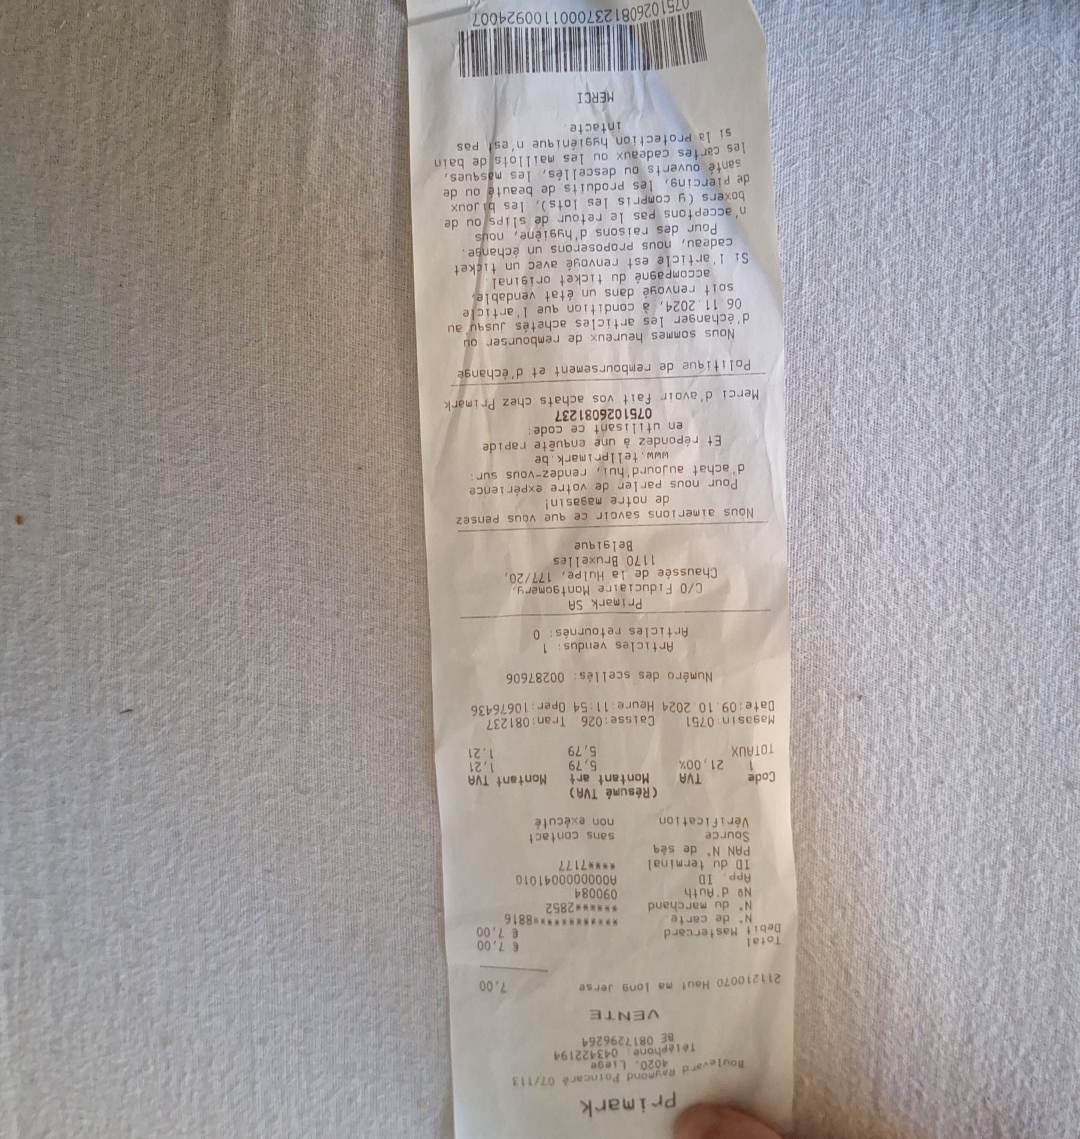 Primark
Boulevard Raymond Poincaré 07/113
4020. Liege
Téléphone: 043422194
BE 0817296264
VENTE
211210070 Haut ma long Jerse 7,00
Total € 7,00
Debit Mastercard € 7,00
N° de carte ************8816
N° du marchand ******2852
Nº d'Auth 090084
App. ID A0000000041010
ID du terminal ****7177
PAN N° de séq
Source sans contact
Vérification non exécuté
(Résumé TVA)
Code TVA Montant art Montant TVA
1 21,00% 5,79 1,21
TOTAUX 5,79 1,21
Magasin:0751 Caisse:026 Tran:081237
Date:09.10.2024 Heure:11:54 Oper:10676436
Numéro des scellés: 00287606
Articles vendus: 1
Articles retournés: 0
Primark SA
C/O Fiduciaire Montgomery,
Chaussée de la Hulpe, 177/20,
1170 Bruxelles
Belgique
Nous aimerions savoir ce que vous pensez
de notre magasin!
Pour nous parler de votre expérience
d'achat aujourd'hui, rendez-vous sur:
www.tellprimark.be
Et répondez à une enquête rapide
en utilisant ce code:
0751026081237
Merci d'avoir fait vos achats chez Primark
Politique de remboursement et d'échange
Nous sommes heureux de rembourser ou
d'échanger les articles achetés jusqu'au
06.11.2024, à condition que l'article
soit renvoyé dans un état vendable,
accompagné du ticket original
Si l'article est renvoyé avec un ticket
cadeau, nous proposerons un échange.
Pour des raisons d'hygiène, nous
n'acceptons pas le retour de slips ou de
boxers (y compris les lots), les bijoux
de piercing, les produits de beauté ou de
santé ouverts ou descellés, les masques,
les cartes cadeaux ou les maillots de bain
si la protection hygiénique n'est pas
intacte.
MERCI
07510260812370001100924007